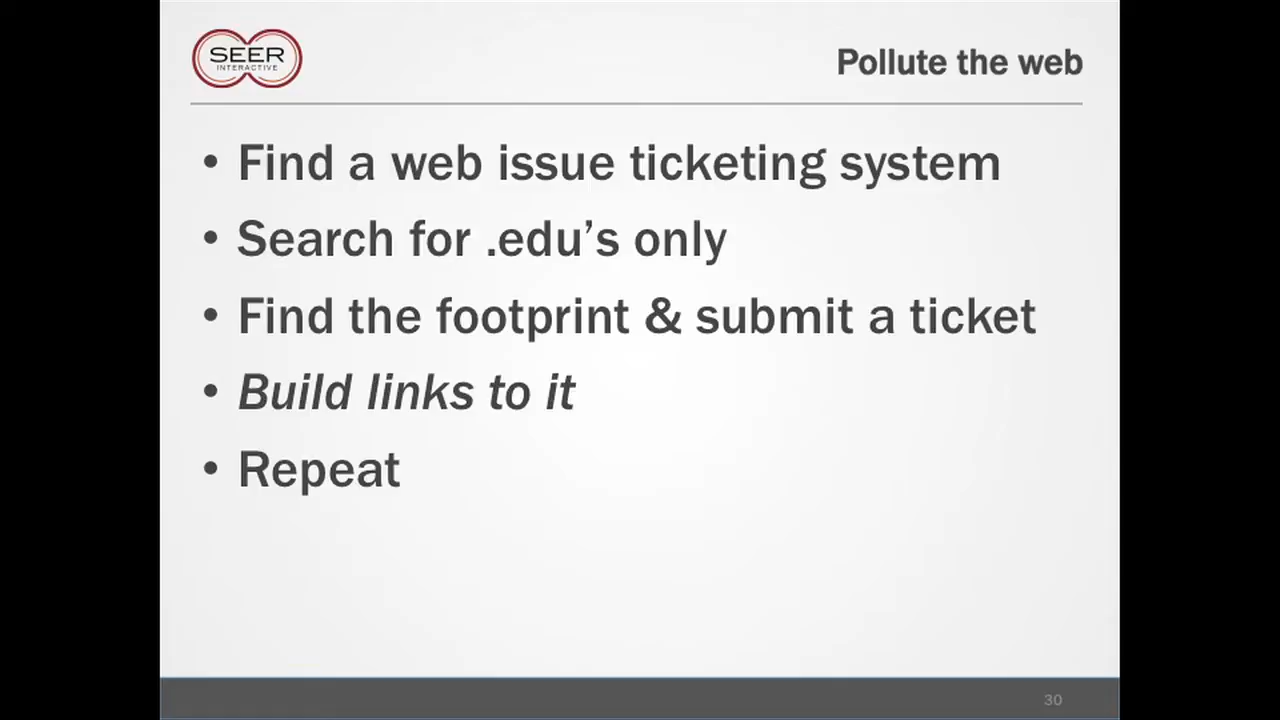 SEER
INTERACTIVE
Pollute the web
• Find a web issue ticketing system
• Search for .edu’s only
• Find the footprint & submit a ticket
• Build links to it
• Repeat
30